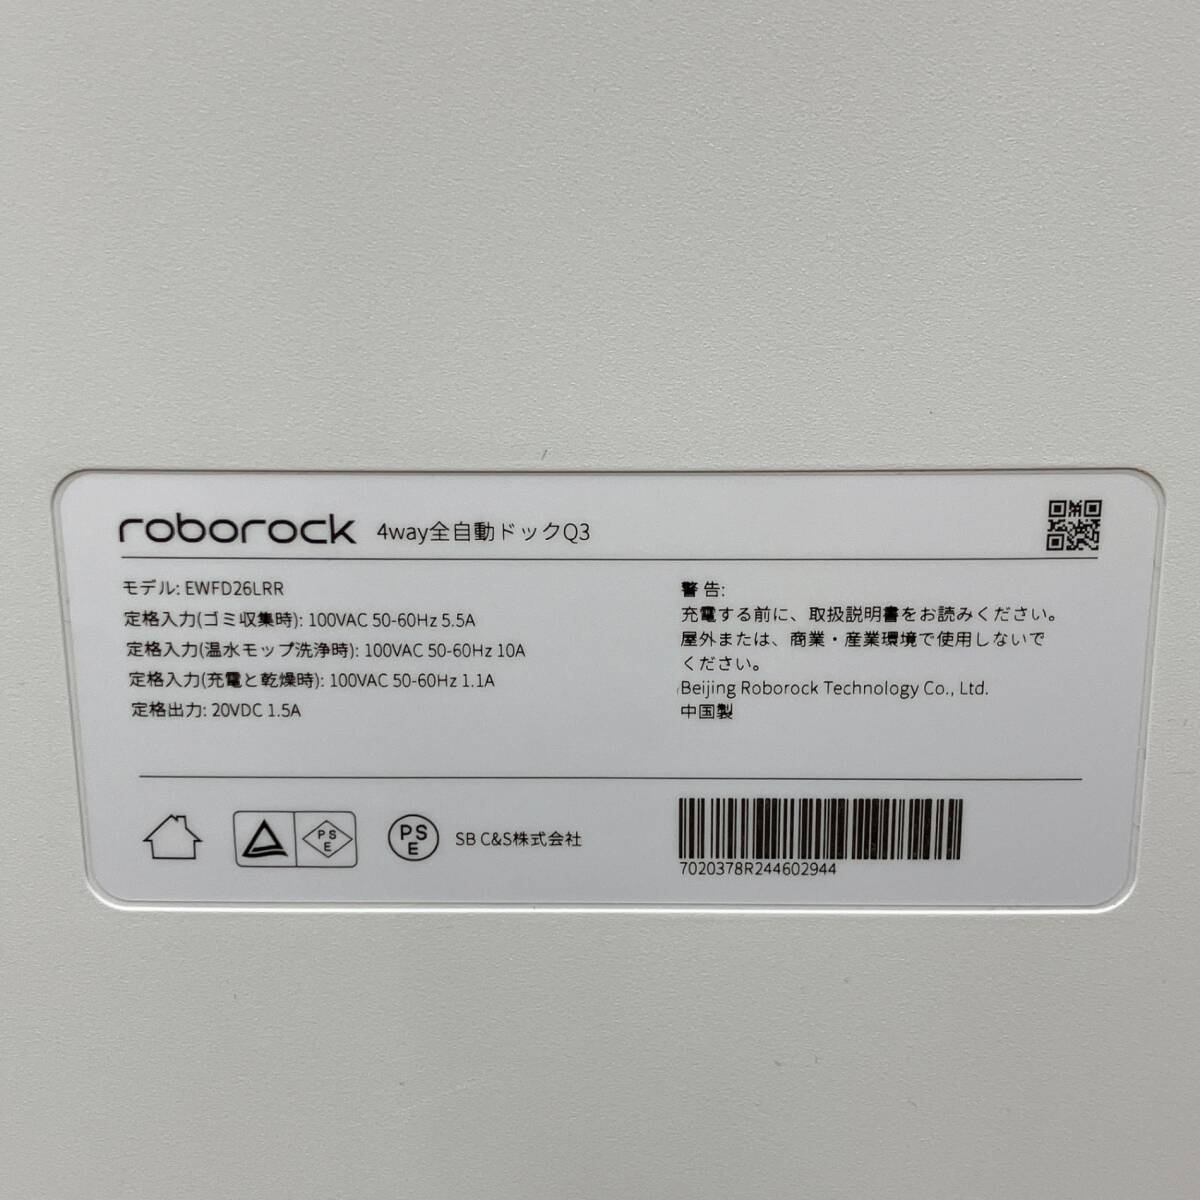 roborock 4way全自動ドックQ3
モデル: EWFD26LRR
定格入力(ゴミ収集時): 100VAC 50-60Hz 5.5A
定格入力(温水モップ洗浄時): 100VAC 50-60Hz 10A
定格入力(充電と乾燥時): 100VAC 50-60Hz 1.1A
定格出力: 20VDC 1.5A
警告:
充電する前に、取扱説明書をお読みください。
屋外または、商業・産業環境で使用しないで
ください。
Beijing Roborock Technology Co., Ltd.
中国製
PS
E
PS
E
SB C&S株式会社
7020378R244602944